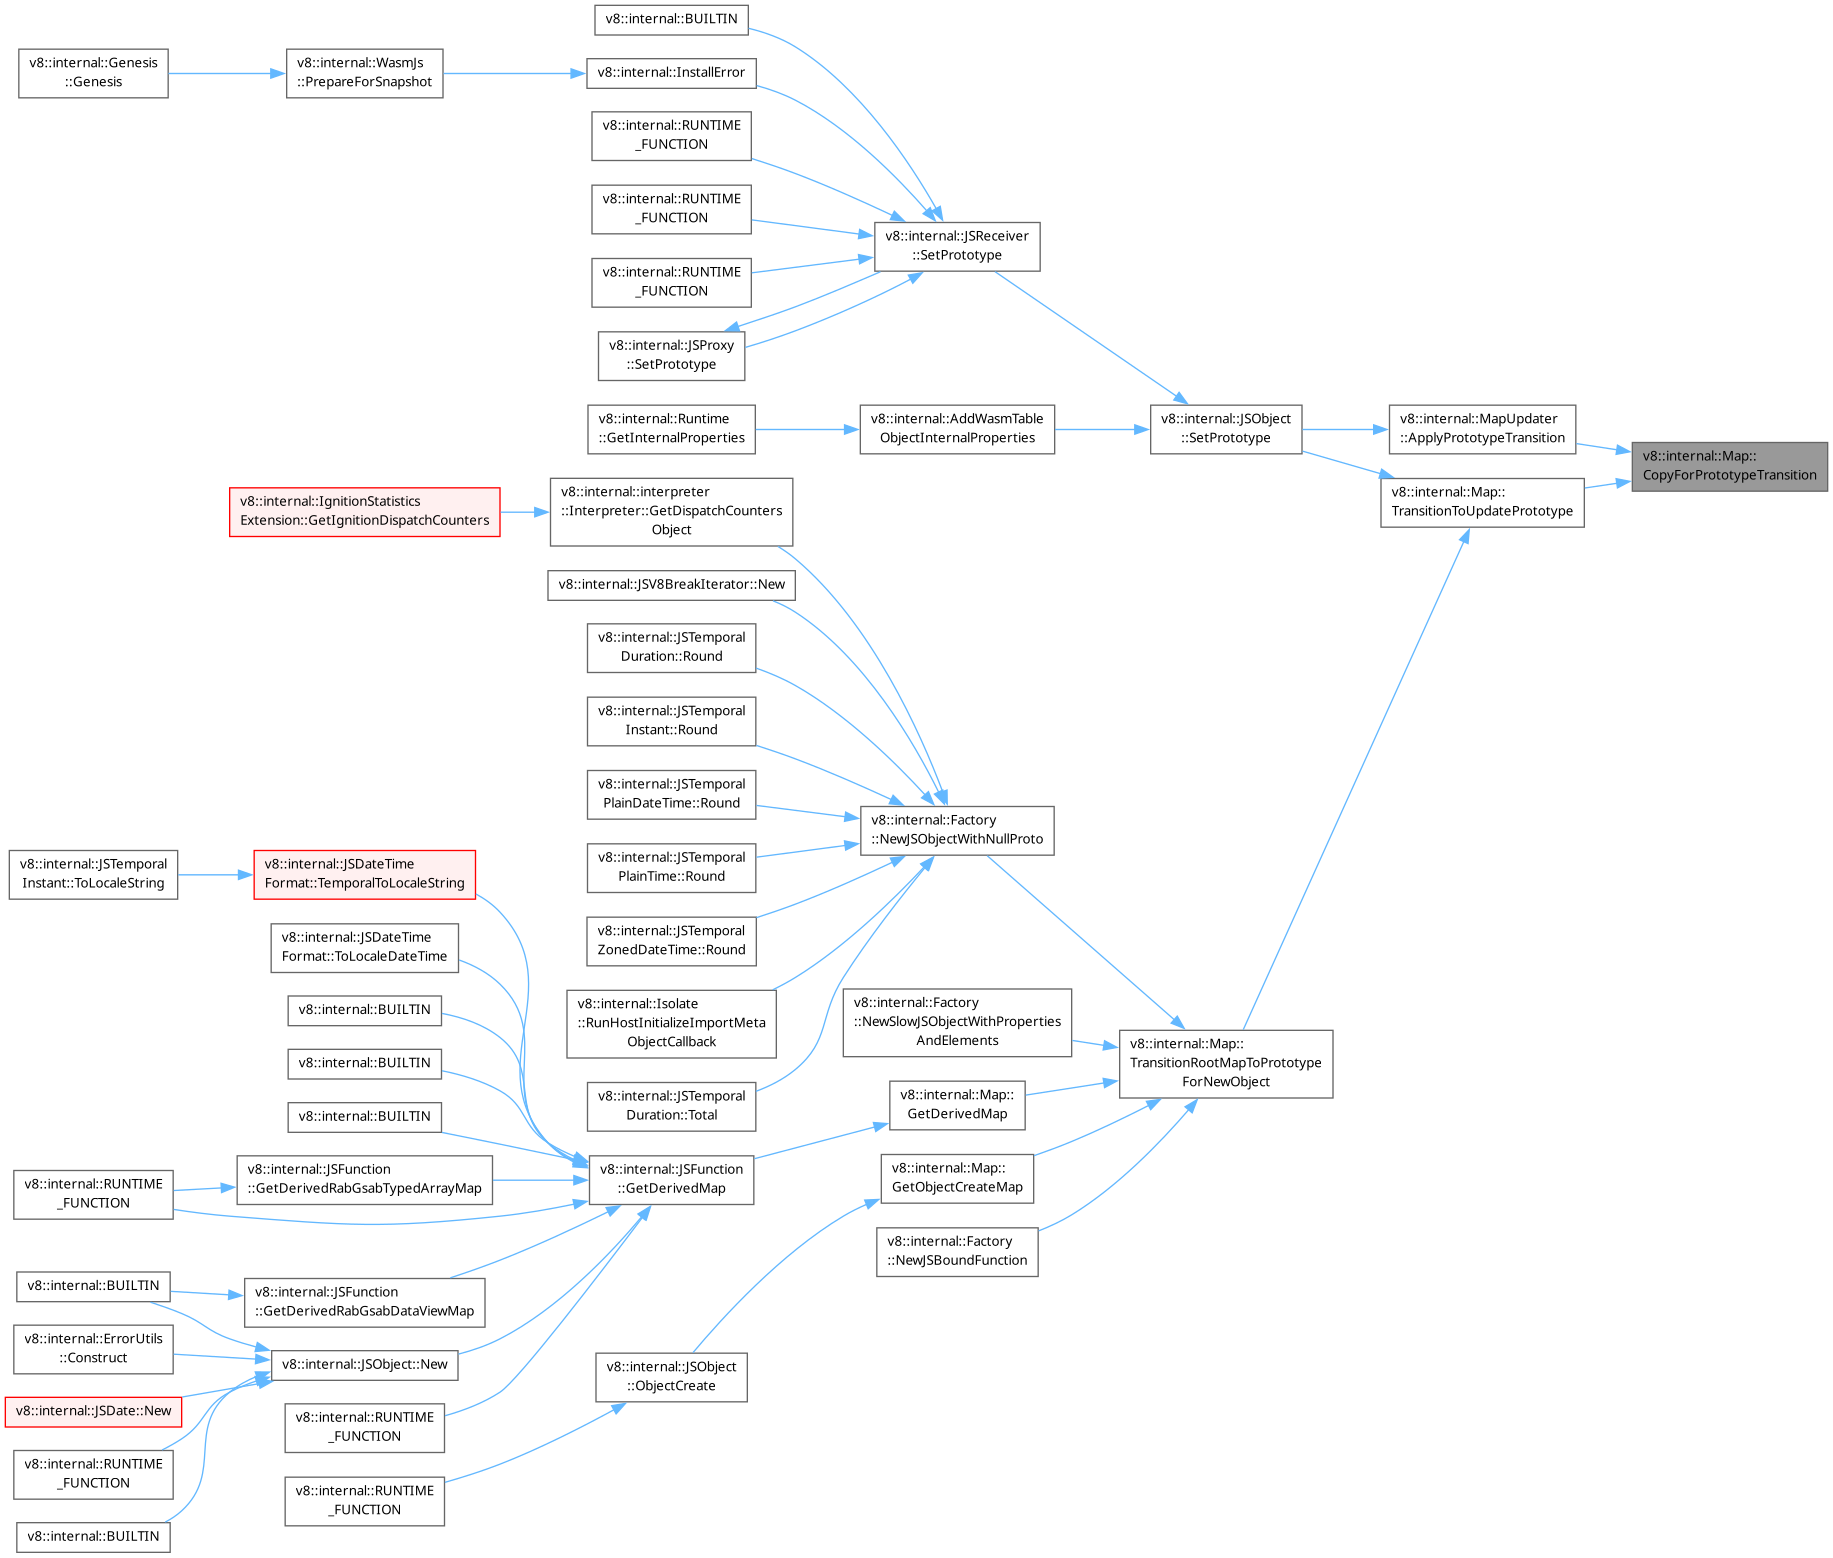 v8::internal::BUILTIN
v8::internal::Genesis
::Genesis
v8::internal::WasmJs
::PrepareForSnapshot
v8::internal::InstallError
v8::internal::RUNTIME
_FUNCTION
v8::internal::RUNTIME
_FUNCTION
v8::internal::JSReceiver
::SetPrototype
v8::internal::RUNTIME
_FUNCTION
v8::internal::JSProxy
::SetPrototype
v8::internal::Runtime
::GetInternalProperties
v8::internal::AddWasmTable
ObjectInternalProperties
v8::internal::JSObject
::SetPrototype
v8::internal::MapUpdater
::ApplyPrototypeTransition
v8::internal::Map::
CopyForPrototypeTransition
v8::internal::IgnitionStatistics
Extension::GetIgnitionDispatchCounters
v8::internal::interpreter
::Interpreter::GetDispatchCounters
Object
v8::internal::Map::
TransitionToUpdatePrototype
v8::internal::JSV8BreakIterator::New
v8::internal::JSTemporal
Duration::Round
v8::internal::JSTemporal
Instant::Round
v8::internal::JSTemporal
PlainDateTime::Round
v8::internal::Factory
::NewJSObjectWithNullProto
v8::internal::JSTemporal
Instant::ToLocaleString
v8::internal::JSDateTime
Format::TemporalToLocaleString
v8::internal::JSTemporal
PlainTime::Round
v8::internal::JSDateTime
Format::ToLocaleDateTime
v8::internal::JSTemporal
ZonedDateTime::Round
v8::internal::BUILTIN
v8::internal::Isolate
::RunHostInitializeImportMeta
ObjectCallback
v8::internal::Factory
::NewSlowJSObjectWithProperties
AndElements
v8::internal::Map::
TransitionRootMapToPrototype
ForNewObject
v8::internal::BUILTIN
v8::internal::JSTemporal
Duration::Total
v8::internal::Map::
GetDerivedMap
v8::internal::BUILTIN
v8::internal::RUNTIME
_FUNCTION
v8::internal::JSFunction
::GetDerivedRabGsabTypedArrayMap
v8::internal::JSFunction
::GetDerivedMap
v8::internal::Map::
GetObjectCreateMap
v8::internal::Factory
::NewJSBoundFunction
v8::internal::BUILTIN
v8::internal::JSFunction
::GetDerivedRabGsabDataViewMap
v8::internal::ErrorUtils
::Construct
v8::internal::JSObject::New
v8::internal::JSObject
::ObjectCreate
v8::internal::JSDate::New
v8::internal::RUNTIME
_FUNCTION
v8::internal::RUNTIME
_FUNCTION
v8::internal::RUNTIME
_FUNCTION
v8::internal::BUILTIN